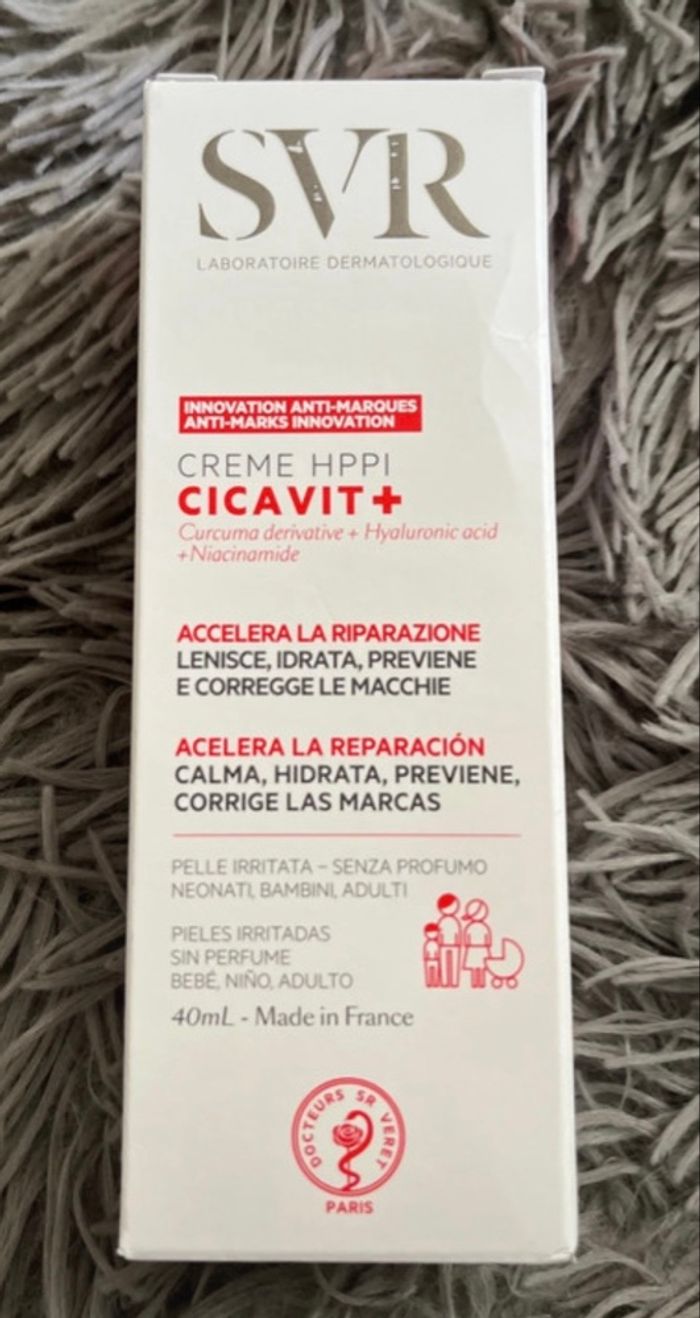 SVR
LABORATOIRE DERMATOLOGIQUE
INNOVATION ANTI-MARQUES
ANTI-MARKS INNOVATION
CREME HPPI
CICAVIT+
Curcuma derivative + Hyaluronic acid
+Niacinamide
ACCELERA LA RIPARAZIONE
LENISCE, IDRATA, PREVIENE
E CORREGGE LE MACCHIE
ACELERA LA REPARACIÓN
CALMA, HIDRATA, PREVIENE,
CORRIGE LAS MARCAS
PELLE IRRITATA – SENZA PROFUMO
NEONATI, BAMBINI, ADULTI
PIELES IRRITADAS
SIN PERFUME
BEBÉ, NIÑO, ADULTO
40mL - Made in France
DOCTEURS SR VERET
PARIS